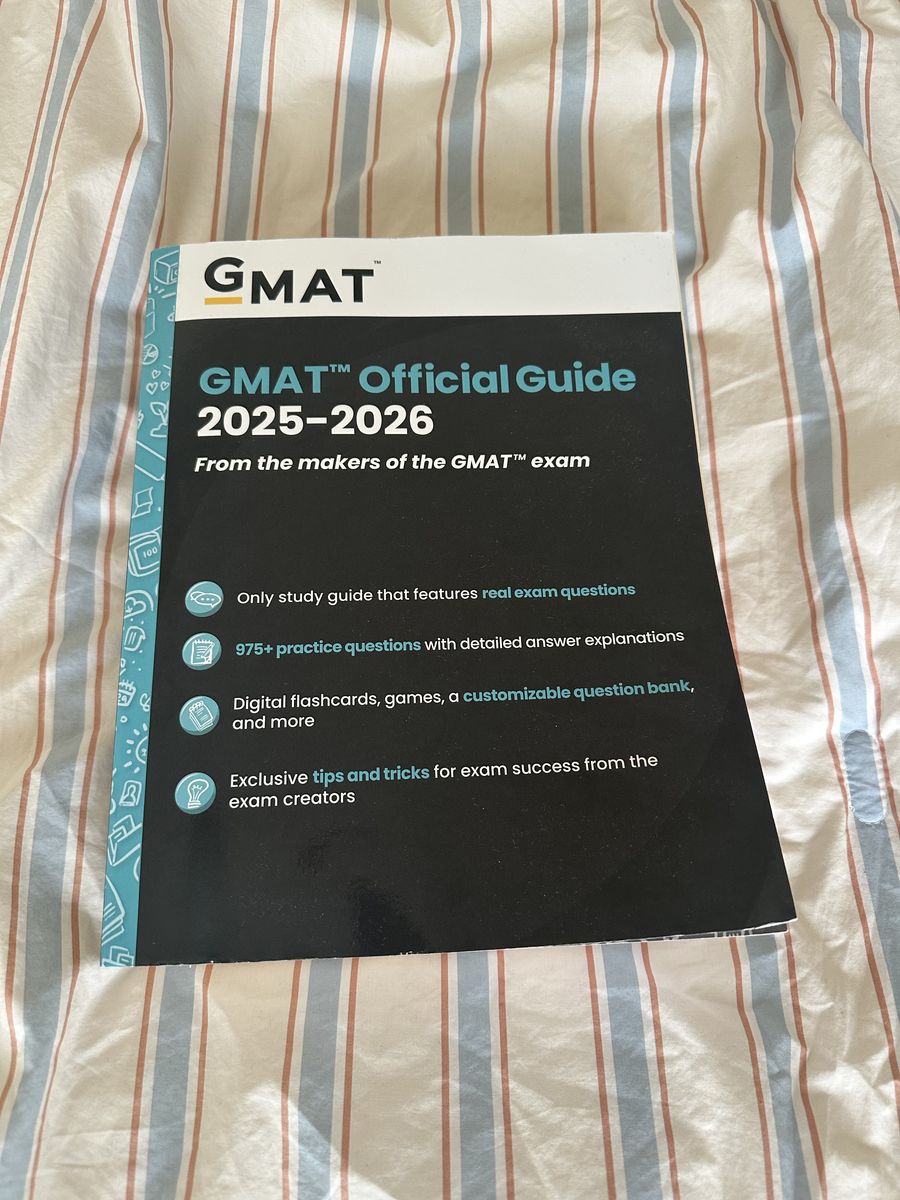 GMAT™
GMAT™ Official Guide
2025–2026
From the makers of the GMAT™ exam
Only study guide that features real exam questions
975+ practice questions with detailed answer explanations
Digital flashcards, games, a customizable question bank,
and more
Exclusive tips and tricks for exam success from the
exam creators
100